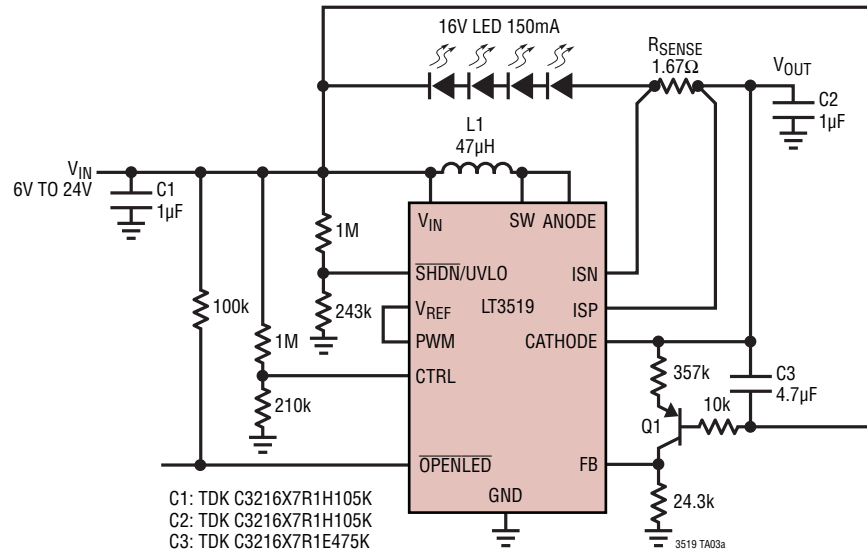 16V LED 150mA
RSENSE
1.67Ω
VOUT
C2
1µF
L1
47µH
VIN
6V TO 24V
C1
1µF
1M
VIN
SW
ANODE
SHDN/UVLO
ISN
243k
VREF
LT3519
ISP
100k
1M
PWM
CATHODE
CTRL
357k
C3
4.7µF
210k
Q1
10k
OPENLED
FB
GND
24.3k
C1: TDK C3216X7R1H105K
C2: TDK C3216X7R1H105K
C3: TDK C3216X7R1E475K
3519 TA03a